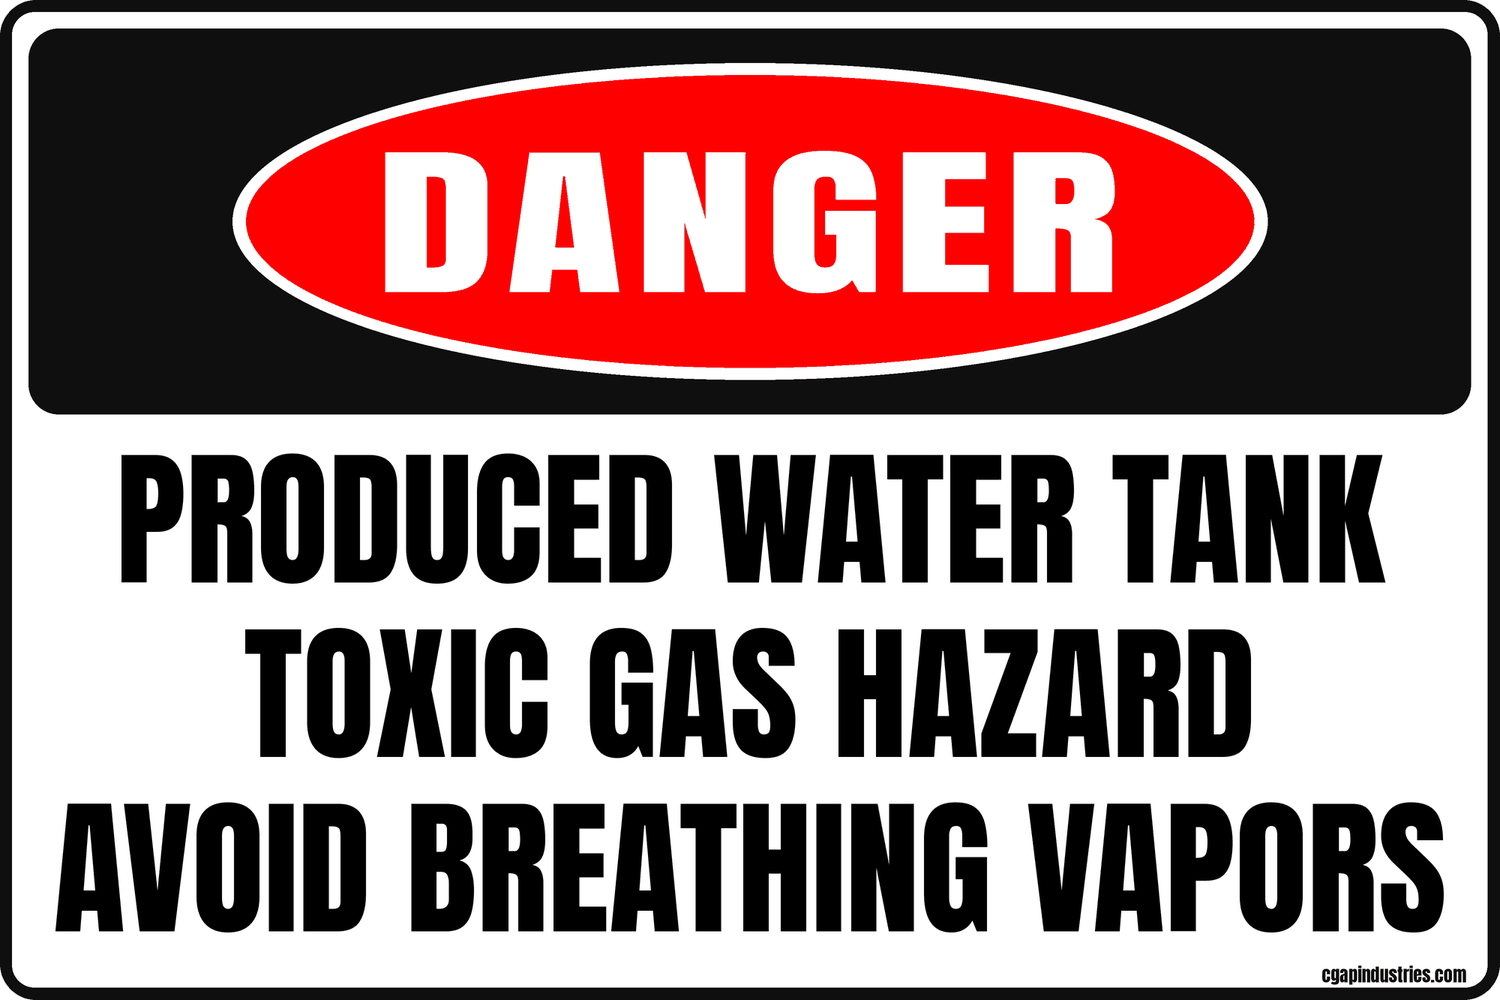 DANGER
PRODUCED WATER TANK
TOXIC GAS HAZARD
AVOID BREATHING VAPORS
cgapindustries.com